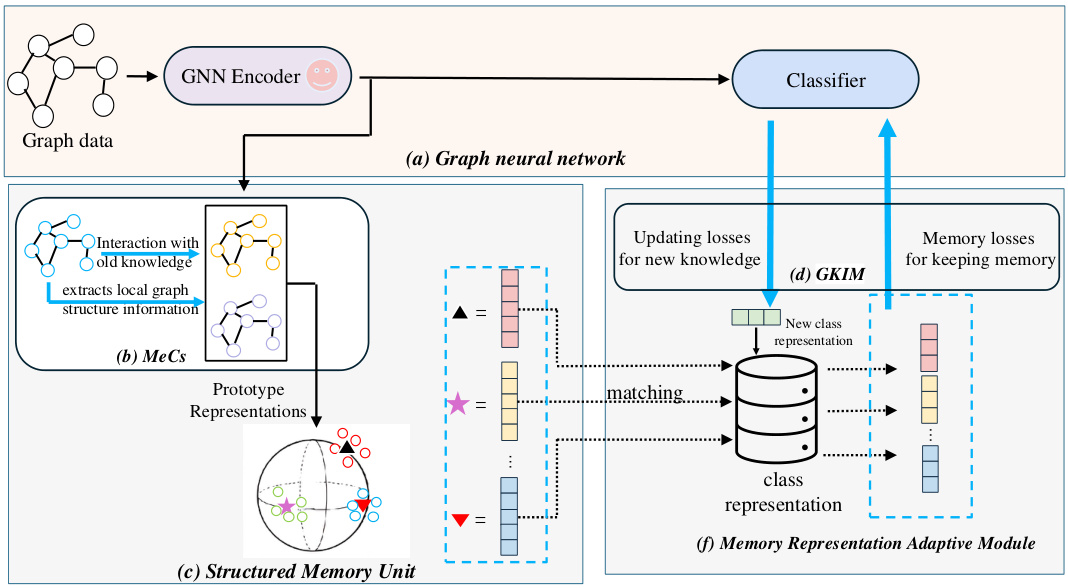 GNN Encoder
Classifier
Graph data
(a) Graph neural network
Interaction with
old knowledge
extracts local graph
structure information
(b) MeCs
Prototype
Representations
=
=
⋮
=
(c) Structured Memory Unit
matching
Updating losses
for new knowledge
Memory losses
for keeping memory
(d) GKIM
New class
representation
⋮
class
representation
(f) Memory Representation Adaptive Module